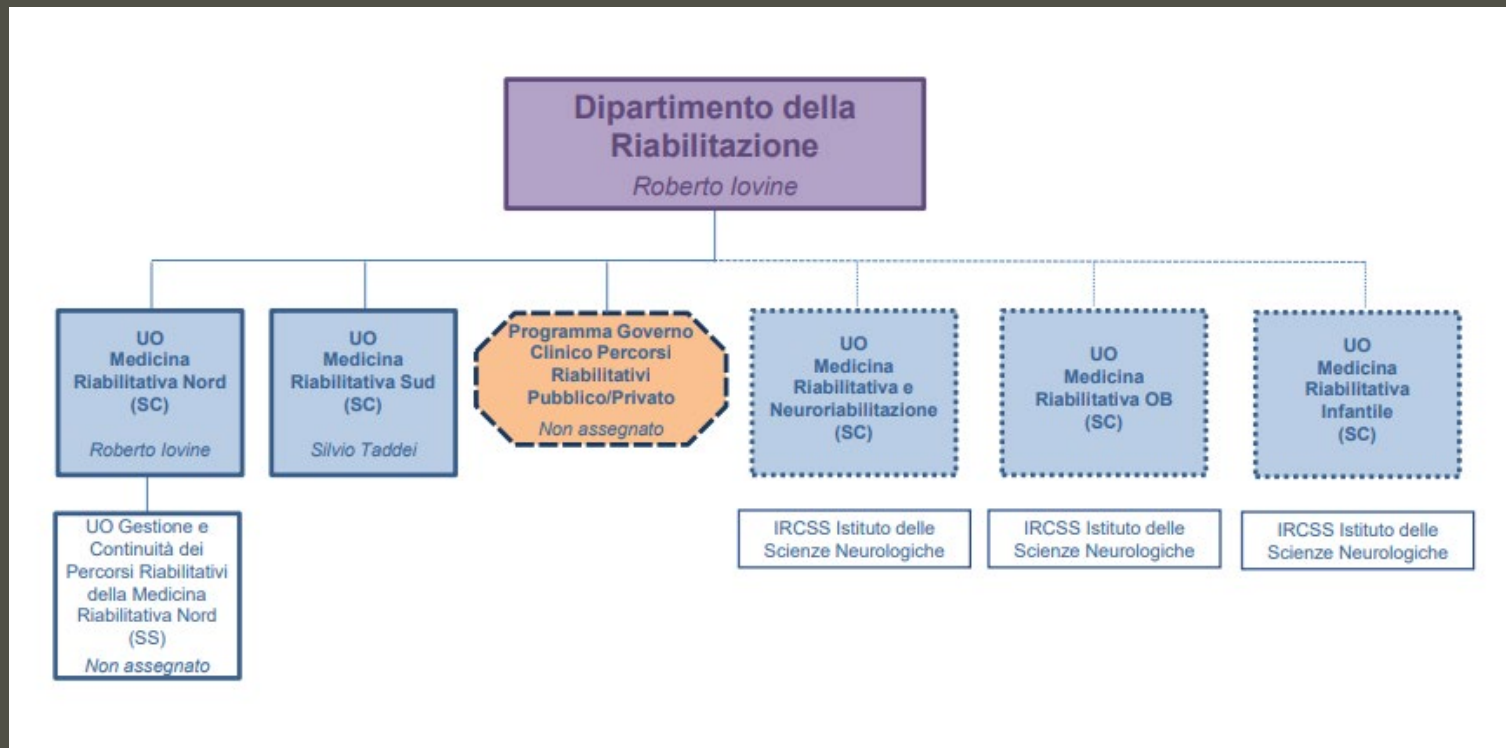 Dipartimento della
Riabilitazione
Roberto Iovine
UO
Medicina
Riabilitativa Nord
(SC)
Roberto Iovine
UO
Medicina
Riabilitativa Sud
(SC)
Silvio Taddei
Programma Governo
Clinico Percorsi
Riabilitativi
Pubblico/Privato
Non assegnato
UO
Medicina
Riabilitativa e
Neuroriabilitazione
(SC)
UO
Medicina
Riabilitativa OB
(SC)
UO
Medicina
Riabilitativa
Infantile
(SC)
UO Gestione e
Continuità dei
Percorsi Riabilitativi
della Medicina
Riabilitativa Nord
(SS)
Non assegnato
IRCSS Istituto delle
Scienze Neurologiche
IRCSS Istituto delle
Scienze Neurologiche
IRCSS Istituto delle
Scienze Neurologiche